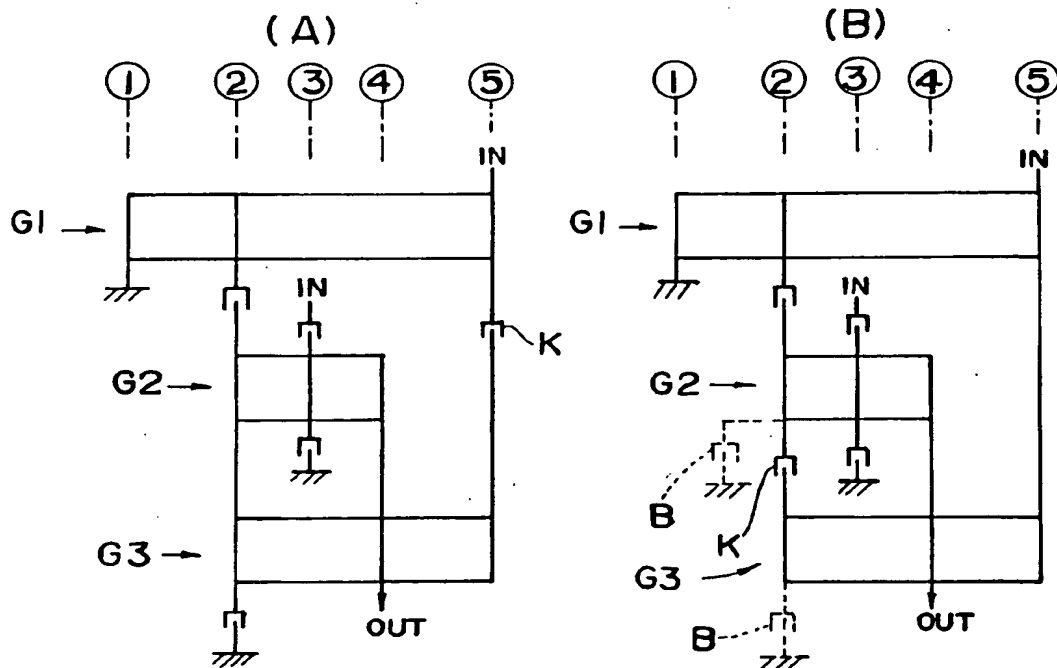 (A)
(B)
① ② ③ ④ ⑤
① ② ③ ④ ⑤
IN
IN
G1
G1
IN
IN
K
G2
G2
B
K
G3
G3
OUT
B
OUT